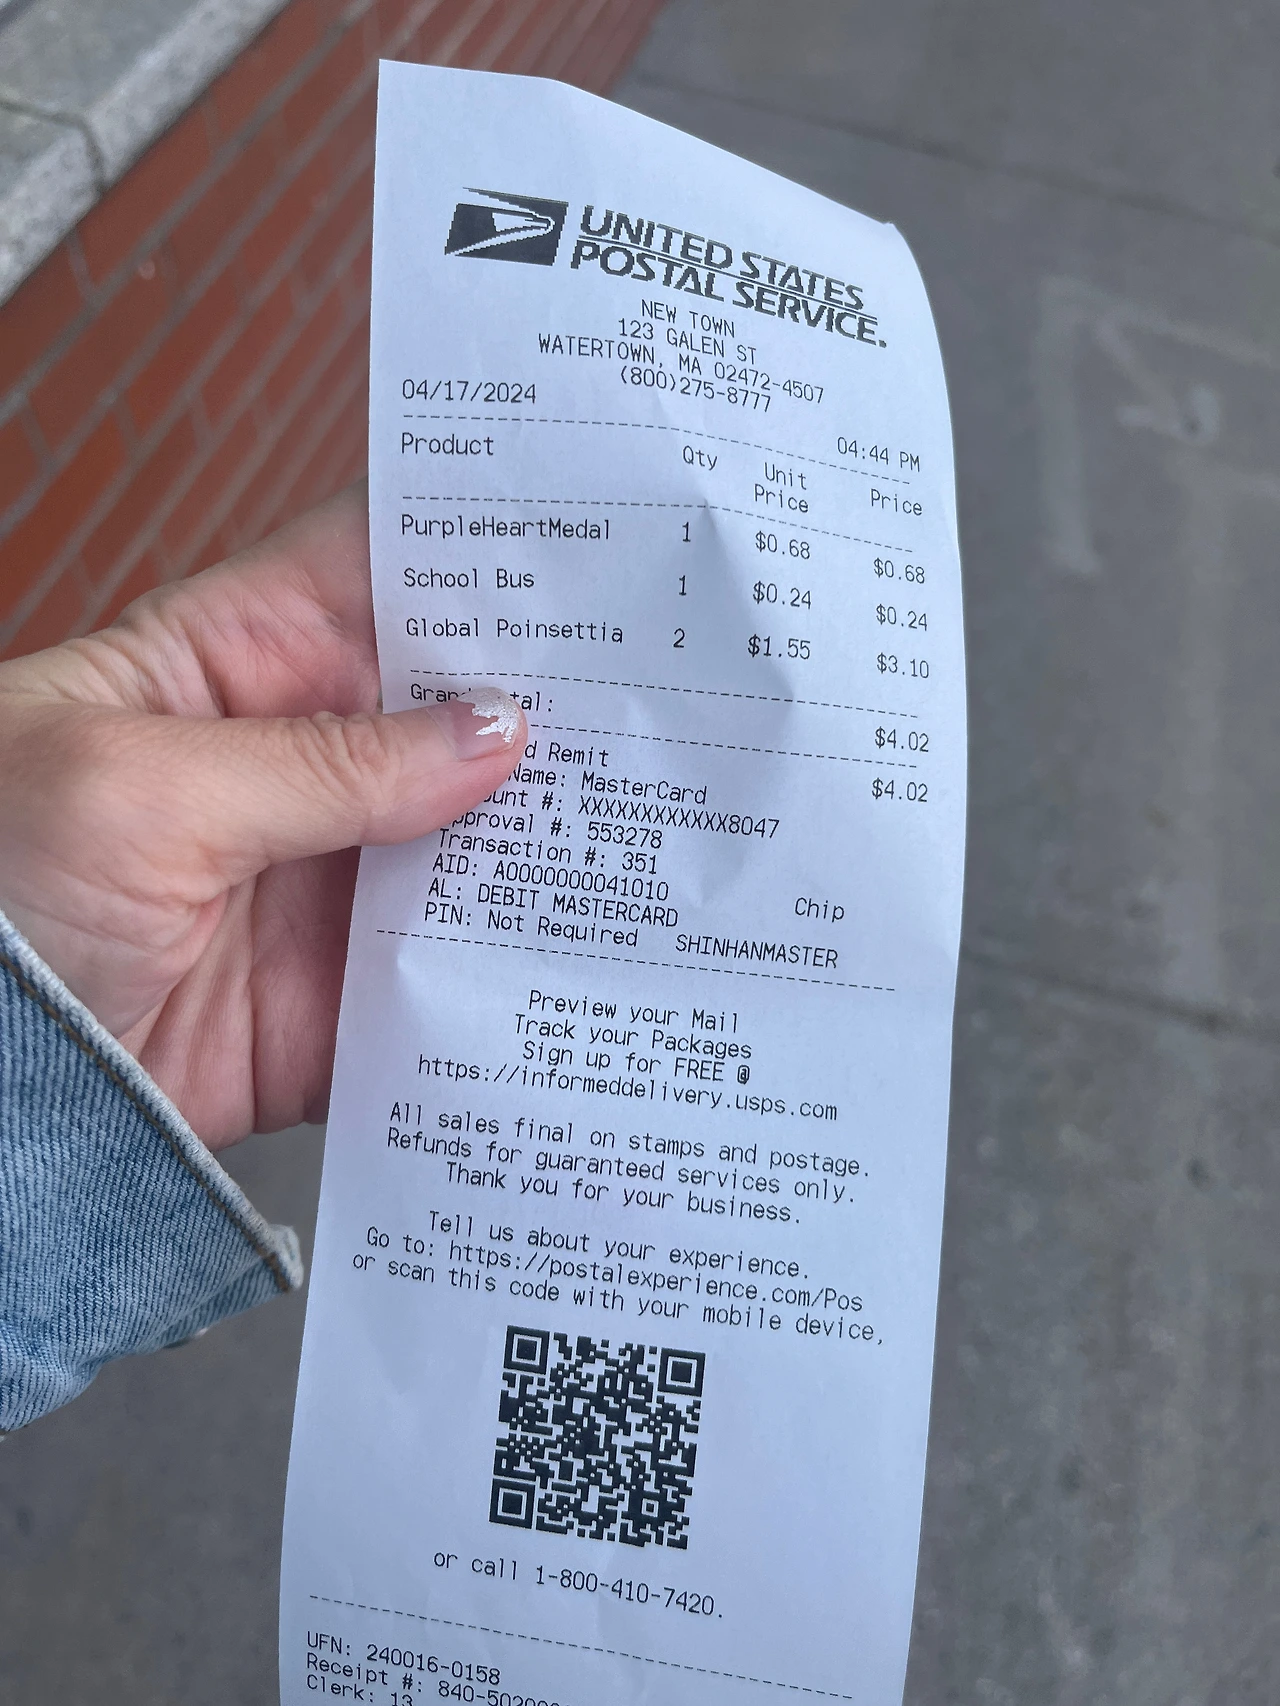 UNITED STATES
POSTAL SERVICE.
NEW TOWN
123 GALEN ST
WATERTOWN, MA 02472-4507
(800)275-8777
04/17/2024 04:44 PM
Product Qty Unit Price
Price
PurpleHeartMedal 1 $0.68 $0.68
School Bus 1 $0.24 $0.24
Global Poinsettia 2 $1.55 $3.10
Grand tal: $4.02
d Remit $4.02
Name: MasterCard
ount #: XXXXXXXXXXXX8047
pproval #: 553278
Transaction #: 351
AID: A0000000041010 Chip
AL: DEBIT MASTERCARD
PIN: Not Required SHINHANMASTER
Preview your Mail
Track your Packages
Sign up for FREE @
https://informeddelivery.usps.com
All sales final on stamps and postage.
Refunds for guaranteed services only.
Thank you for your business.
Tell us about your experience.
Go to: https://postalexperience.com/Pos
or scan this code with your mobile device,
or call 1-800-410-7420.
UFN: 240016-0158
Receipt #:
Clerk: 13